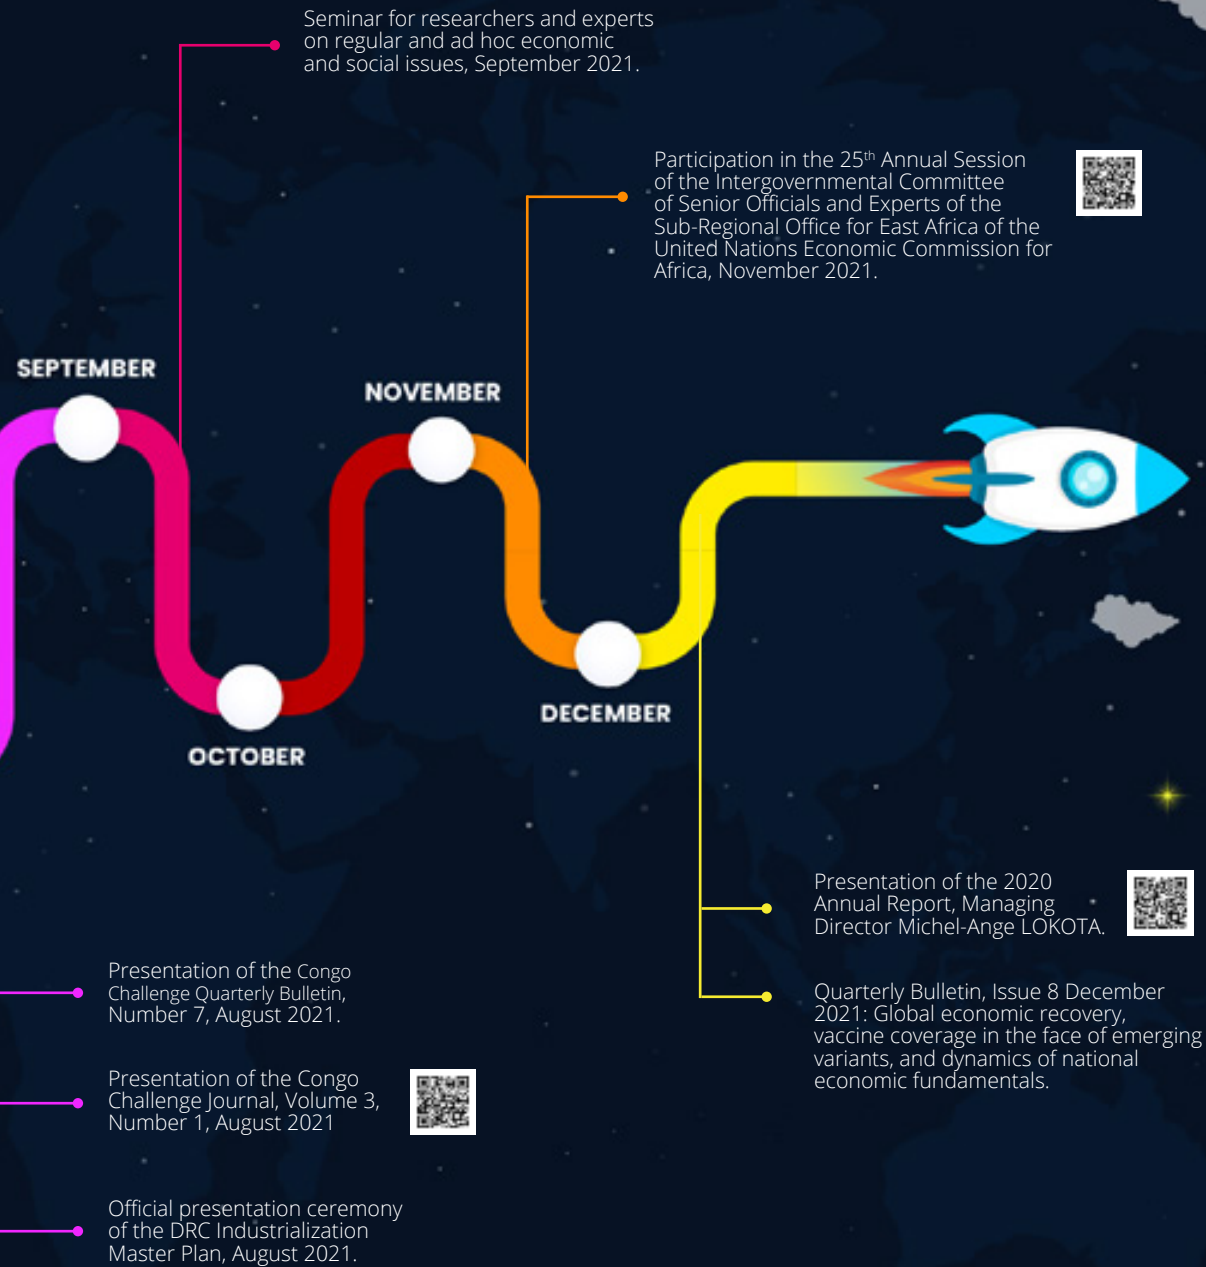 Seminar for researchers and experts
on regular and ad hoc economic
and social issues, September 2021.
Participation in the 25th Annual Session
of the Intergovernmental Committee
of Senior Officials and Experts of the
Sub-Regional Office for East Africa of the
United Nations Economic Commission for
Africa, November 2021.
SEPTEMBER
NOVEMBER
OCTOBER
DECEMBER
Presentation of the 2020
Annual Report, Managing
Director Michel-Ange LOKOTA.
Quarterly Bulletin, Issue 8 December
2021: Global economic recovery,
vaccine coverage in the face of emerging
variants, and dynamics of national
economic fundamentals.
Presentation of the Congo
Challenge Quarterly Bulletin,
Number 7, August 2021.
Presentation of the Congo
Challenge Journal, Volume 3,
Number 1, August 2021
Official presentation ceremony
of the DRC Industrialization
Master Plan, August 2021.